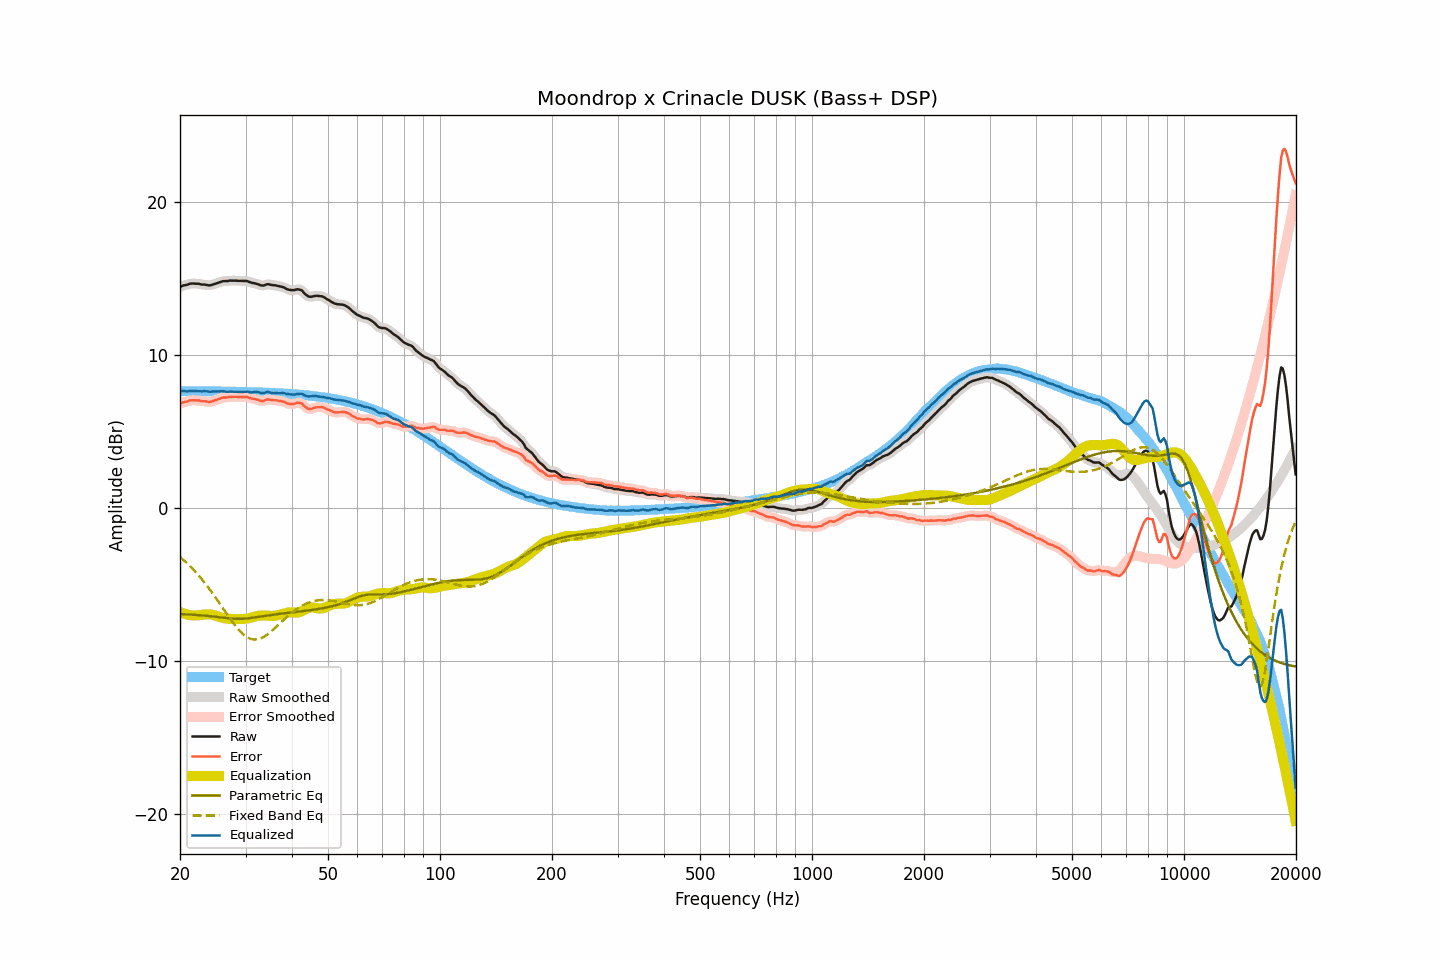 Moondrop x Crinacle DUSK (Bass+ DSP)
Amplitude (dBr)
20
10
0
−10
−20
Target
Raw Smoothed
Error Smoothed
Raw
Error
Equalization
Parametric Eq
Fixed Band Eq
Equalized
20 50 100 200 500 1000 2000 5000 10000 20000
Frequency (Hz)